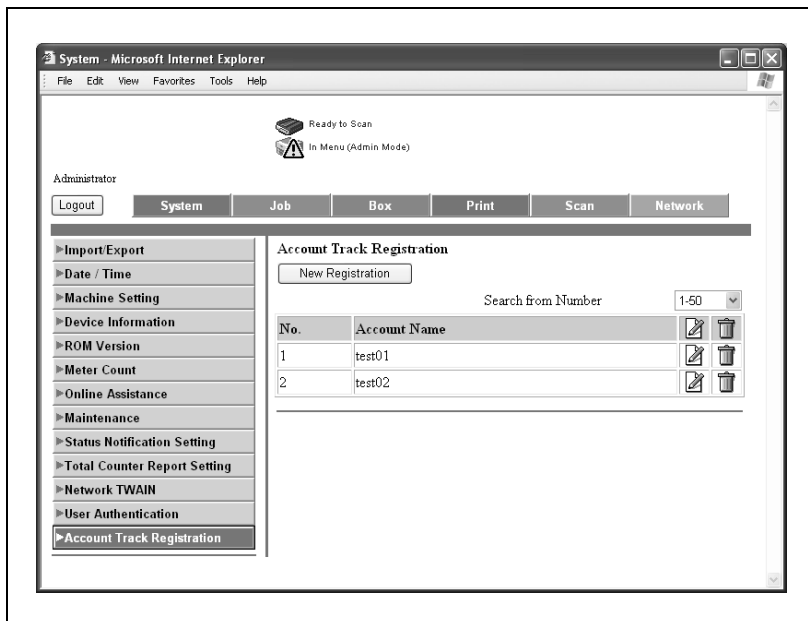 System - Microsoft Internet Explorer
File Edit View Favorites Tools Help
Ready to Scan
In Menu (Admin Mode)
Administrator
Logout System Job Box Print Scan Network
Import/Export
Date / Time
Machine Setting
Device Information
ROM Version
Meter Count
Online Assistance
Maintenance
Status Notification Setting
Total Counter Report Setting
Network TWAIN
User Authentication
Account Track Registration
Account Track Registration
New Registration
Search from Number 1-50
No. Account Name
1 test01
2 test02